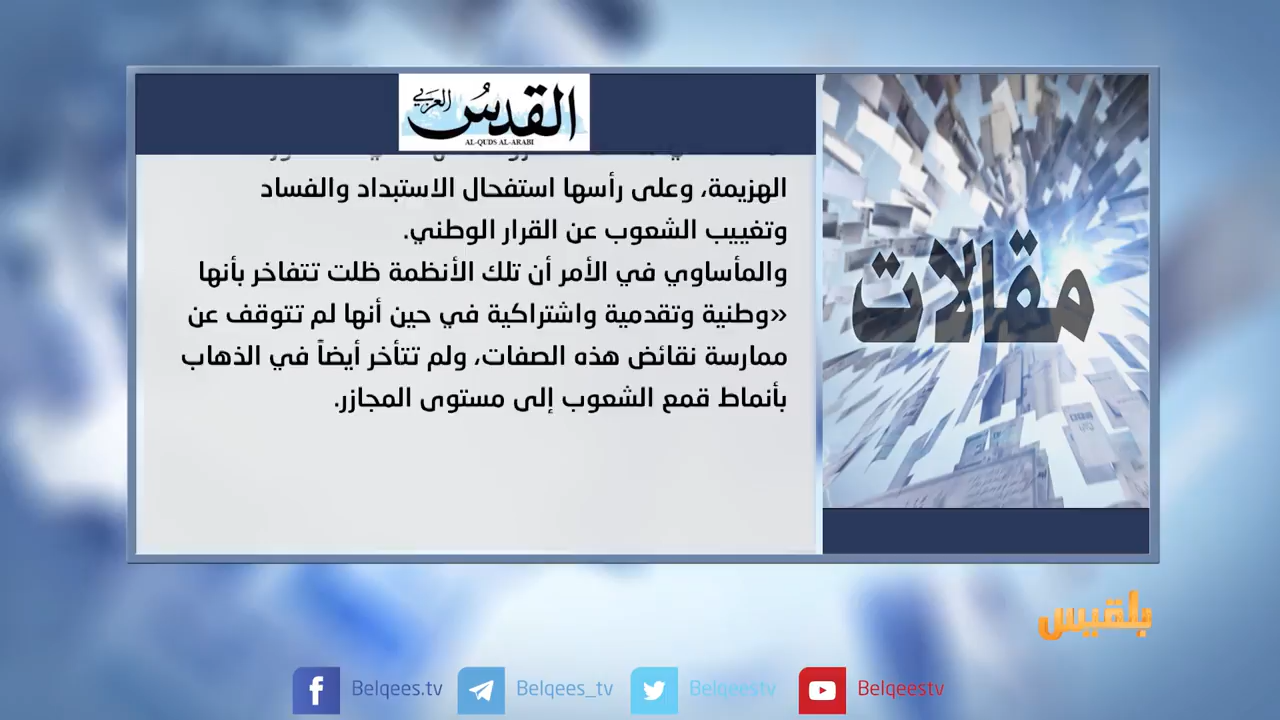 القدس العربي
AL-QUDS AL-ARABI
الهزيمة، وعلى رأسها استفحال الاستبداد والفساد
وتغييب الشعوب عن القرار الوطني.
والمأساوي في الأمر أن تلك الأنظمة ظلت تتفاخر بأنها
«وطنية وتقدمية واشتراكية في حين أنها لم تتوقف عن
ممارسة نقائض هذه الصفات، ولم تتأخر أيضاً في الذهاب
بأنماط قمع الشعوب إلى مستوى المجازر.
مقالات
بلقيس
Belqees.tv
Belqees_tv
Belqeestv
Belqeestv